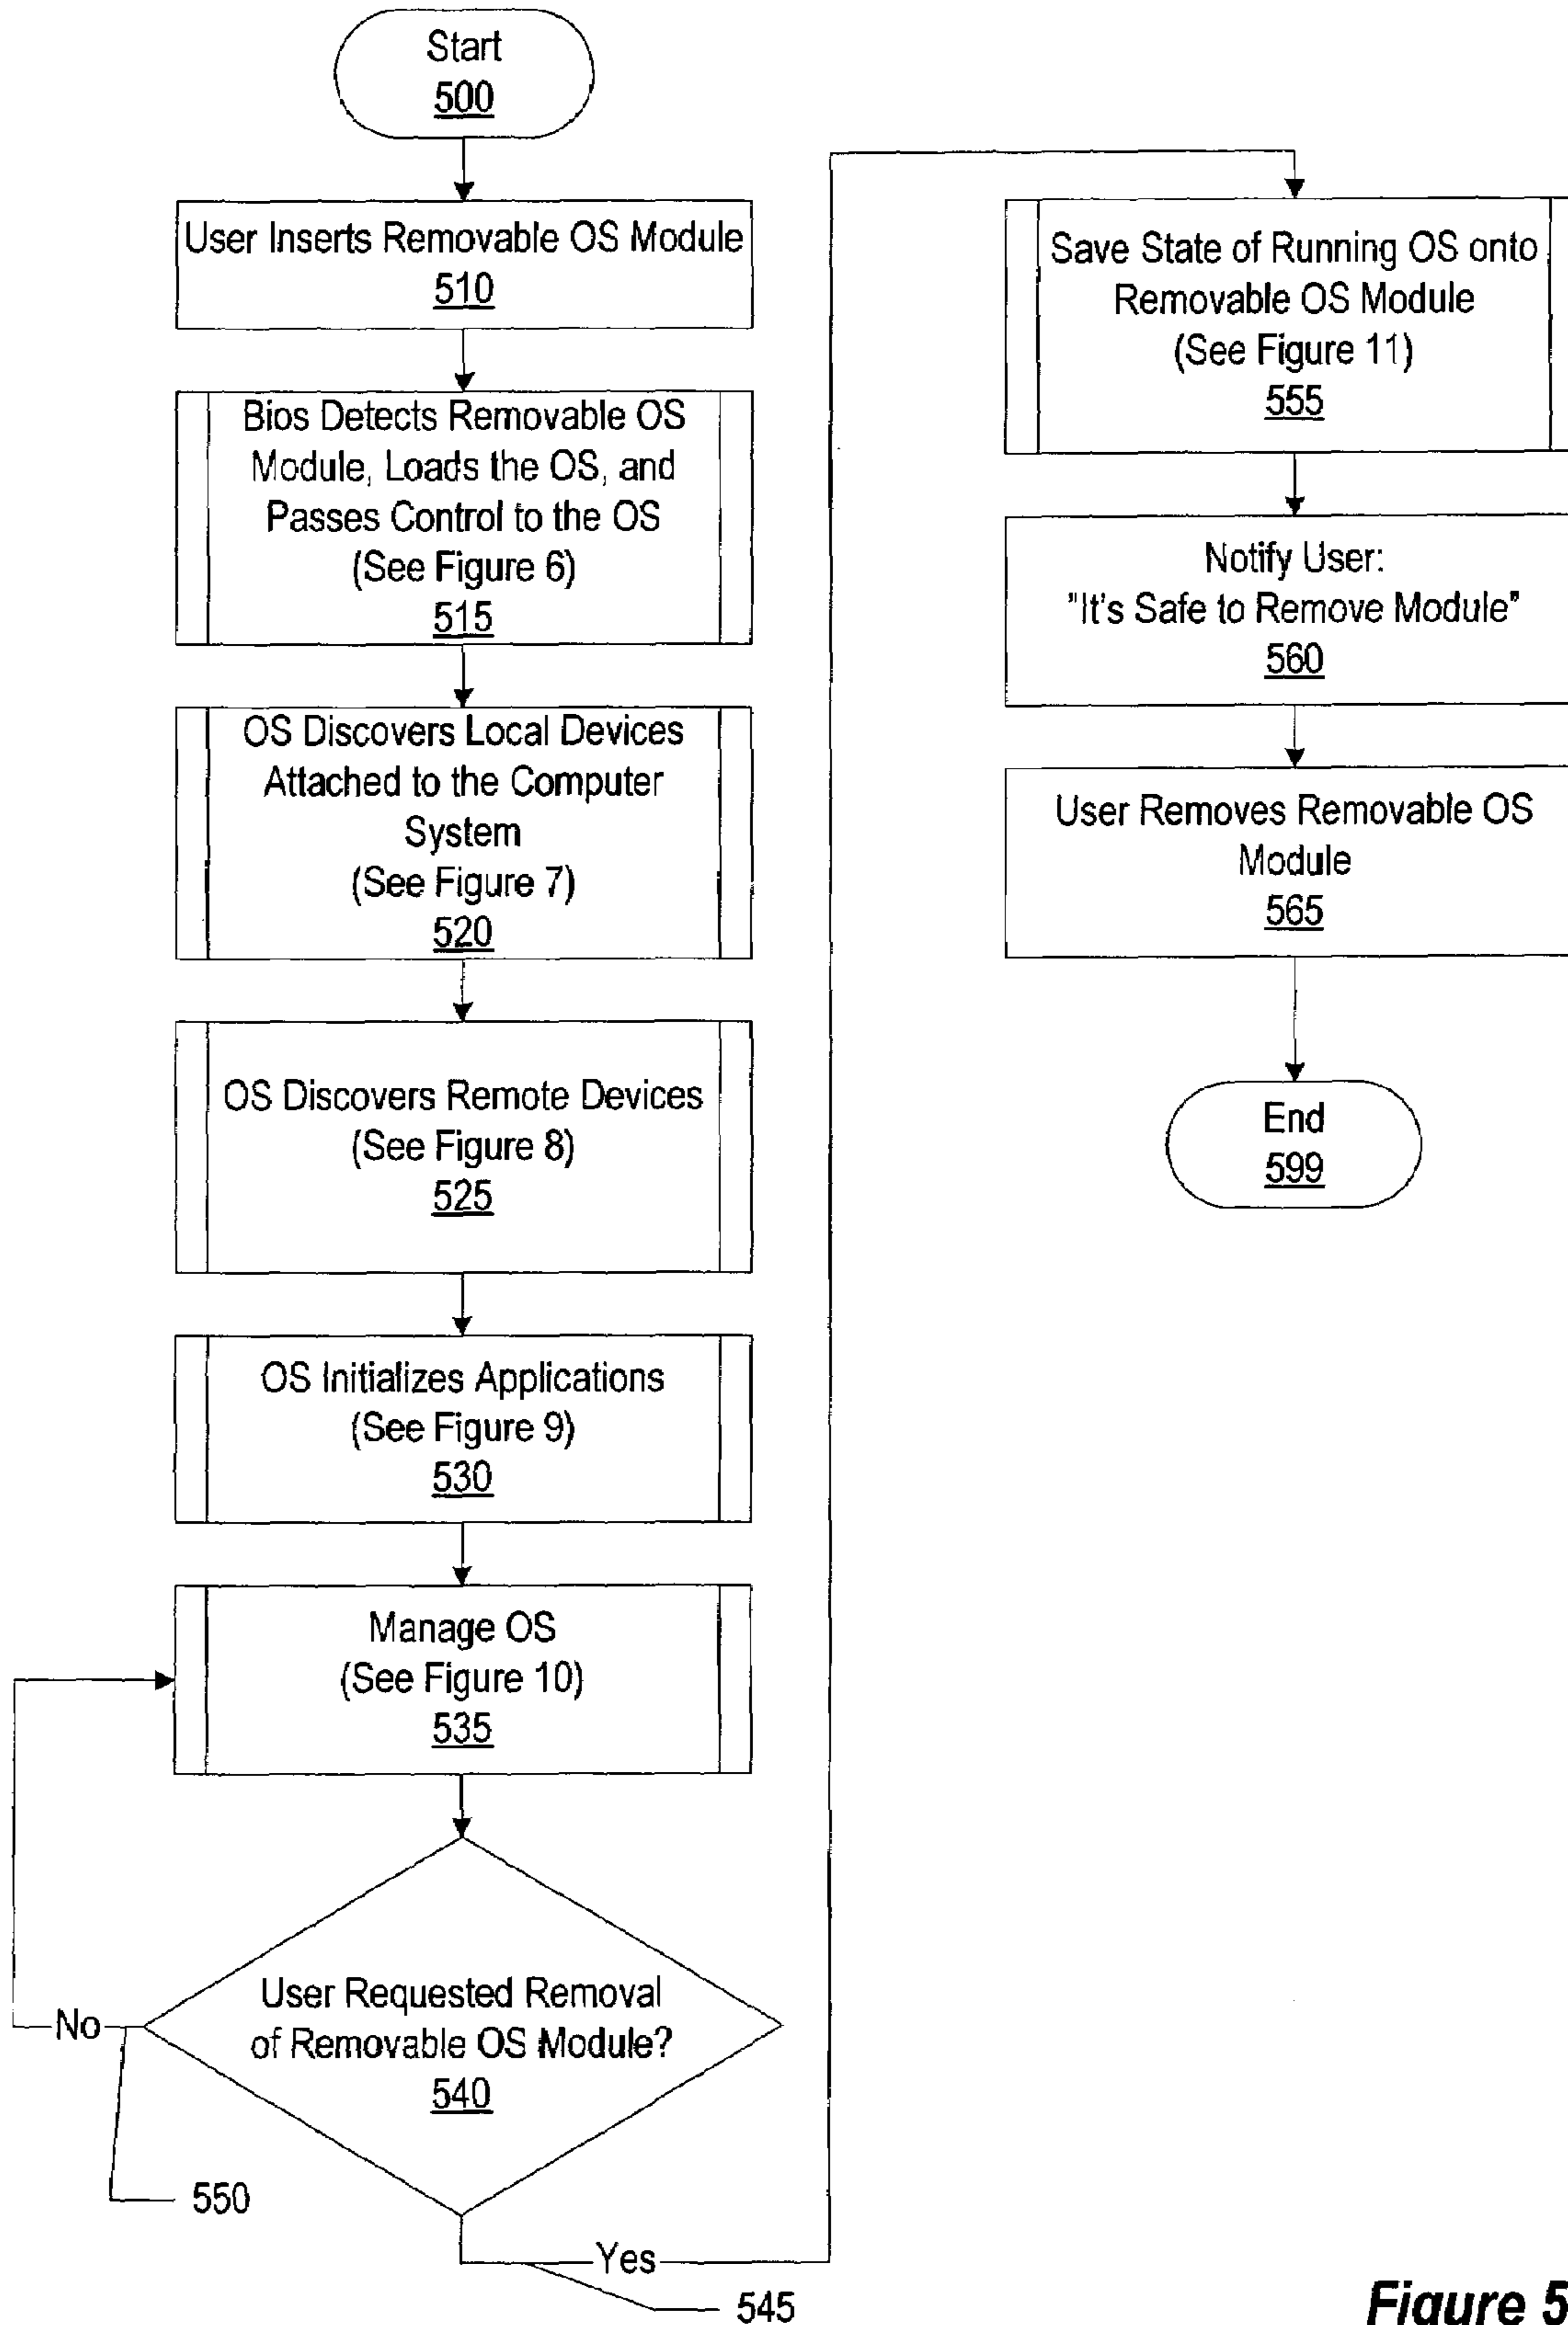 Start
500
User Inserts Removable OS Module
510
Bios Detects Removable OS
Module, Loads the OS, and
Passes Control to the OS
(See Figure 6)
515
OS Discovers Local Devices
Attached to the Computer
System
(See Figure 7)
520
OS Discovers Remote Devices
(See Figure 8)
525
OS Initializes Applications
(See Figure 9)
530
Manage OS
(See Figure 10)
535
User Requested Removal
of Removable OS Module?
540
No
550
Yes
545
Save State of Running OS onto
Removable OS Module
(See Figure 11)
555
Notify User:
"It's Safe to Remove Module"
560
User Removes Removable OS
Module
565
End
599
Figure 5